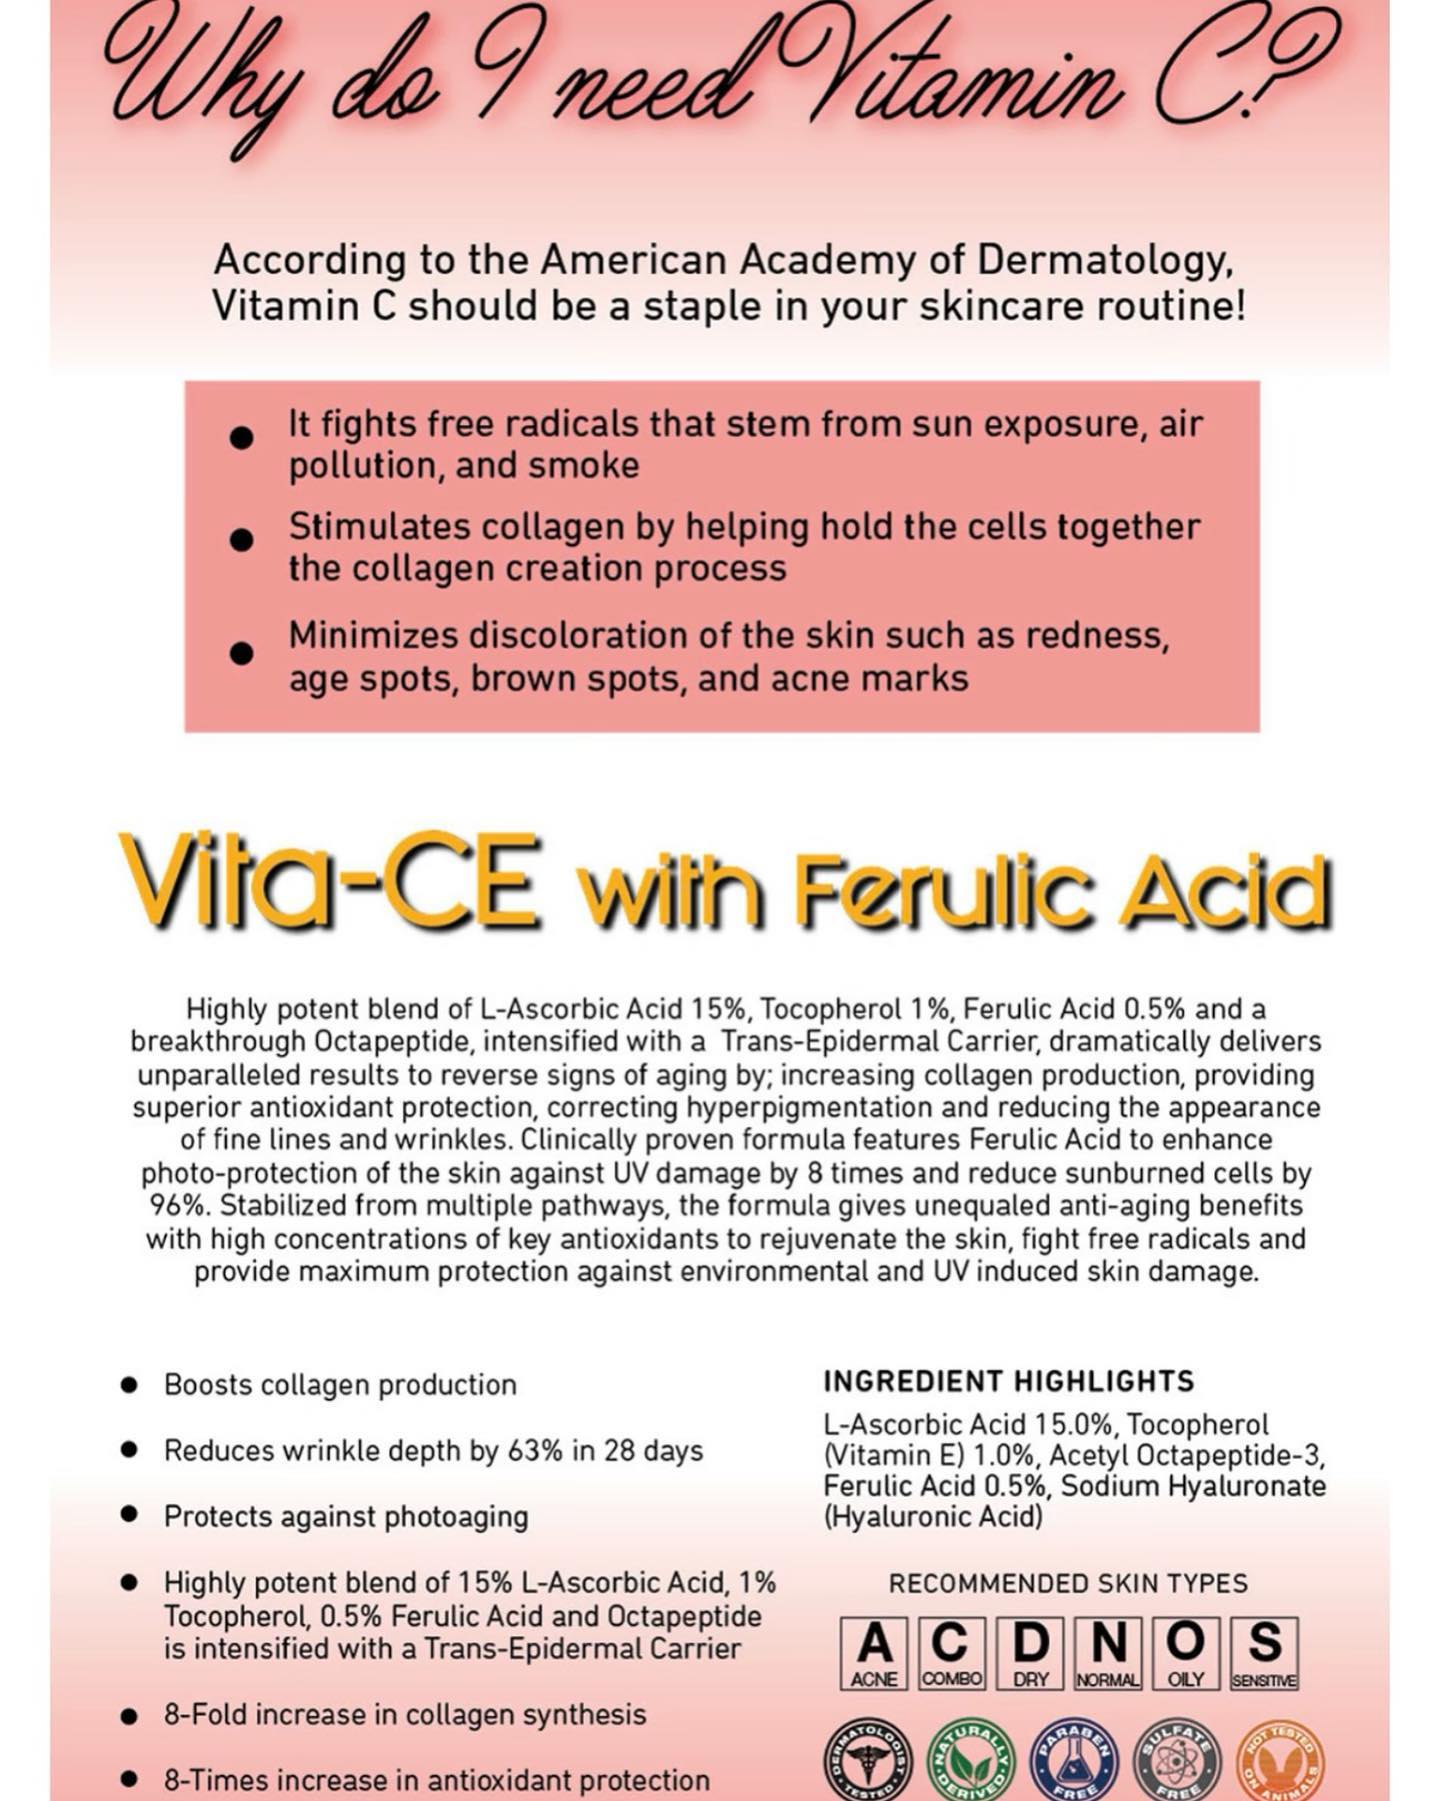 Why do I need Vitamin C?
According to the American Academy of Dermatology,
Vitamin C should be a staple in your skincare routine!
● It fights free radicals that stem from sun exposure, air
pollution, and smoke
● Stimulates collagen by helping hold the cells together
the collagen creation process
● Minimizes discoloration of the skin such as redness,
age spots, brown spots, and acne marks
Vita-CE with Ferulic Acid
Highly potent blend of L-Ascorbic Acid 15%, Tocopherol 1%, Ferulic Acid 0.5% and a
breakthrough Octapeptide, intensified with a Trans-Epidermal Carrier, dramatically delivers
unparalleled results to reverse signs of aging by; increasing collagen production, providing
superior antioxidant protection, correcting hyperpigmentation and reducing the appearance
of fine lines and wrinkles. Clinically proven formula features Ferulic Acid to enhance
photo-protection of the skin against UV damage by 8 times and reduce sunburned cells by
96%. Stabilized from multiple pathways, the formula gives unequaled anti-aging benefits
with high concentrations of key antioxidants to rejuvenate the skin, fight free radicals and
provide maximum protection against environmental and UV induced skin damage.
● Boosts collagen production
● Reduces wrinkle depth by 63% in 28 days
● Protects against photoaging
● Highly potent blend of 15% L-Ascorbic Acid, 1%
Tocopherol, 0.5% Ferulic Acid and Octapeptide
is intensified with a Trans-Epidermal Carrier
● 8-Fold increase in collagen synthesis
● 8-Times increase in antioxidant protection
INGREDIENT HIGHLIGHTS
L-Ascorbic Acid 15.0%, Tocopherol
(Vitamin E) 1.0%, Acetyl Octapeptide-3,
Ferulic Acid 0.5%, Sodium Hyaluronate
(Hyaluronic Acid)
RECOMMENDED SKIN TYPES
A C D N O S
ACNE COMBO DRY NORMAL OILY SENSITIVE
DERMATOLOGIST TESTED
NATURALLY DERIVED
PARABEN FREE
SULFATE FREE
NOT TESTED ON ANIMALS